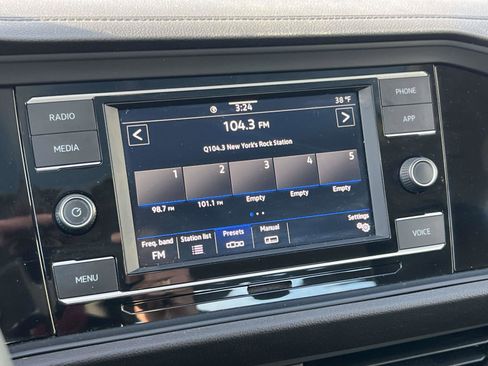 3:24
38 °F
RADIO
MEDIA
MENU
PHONE
APP
VOICE
104.3 FM
Q104.3 New York's Rock Station
1 2 3 4 5
98.7 FM 101.1 FM Empty Empty Empty
Freq. band Station list Presets Manual Settings
FM